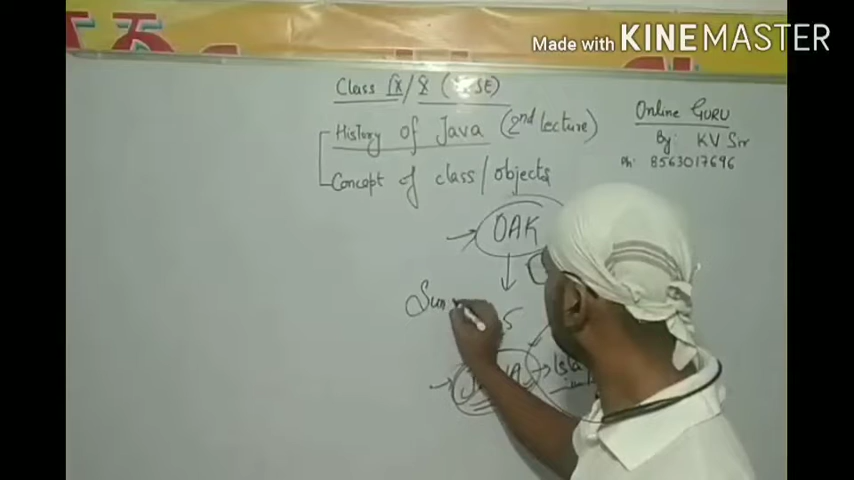 Made with KINEMASTER
Class IX/X
History of Java (2nd lecture)
Concept of class/objects
Online GURU
By: KV Sir
Ph: 8563017696
OAK
Sun